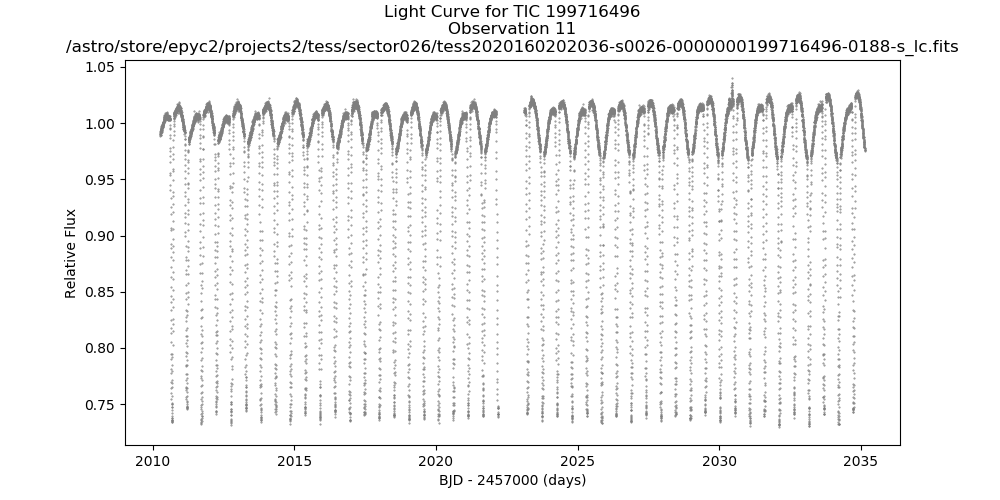 Light Curve for TIC 199716496
Observation 11
/astro/store/epyc2/projects2/tess/sector026/tess2020160202036-s0026-0000000199716496-0188-s_lc.fits
1.05
1.00
0.95
0.90
0.85
0.80
0.75
Relative Flux
2010
2015
2020
2025
2030
2035
BJD - 2457000 (days)